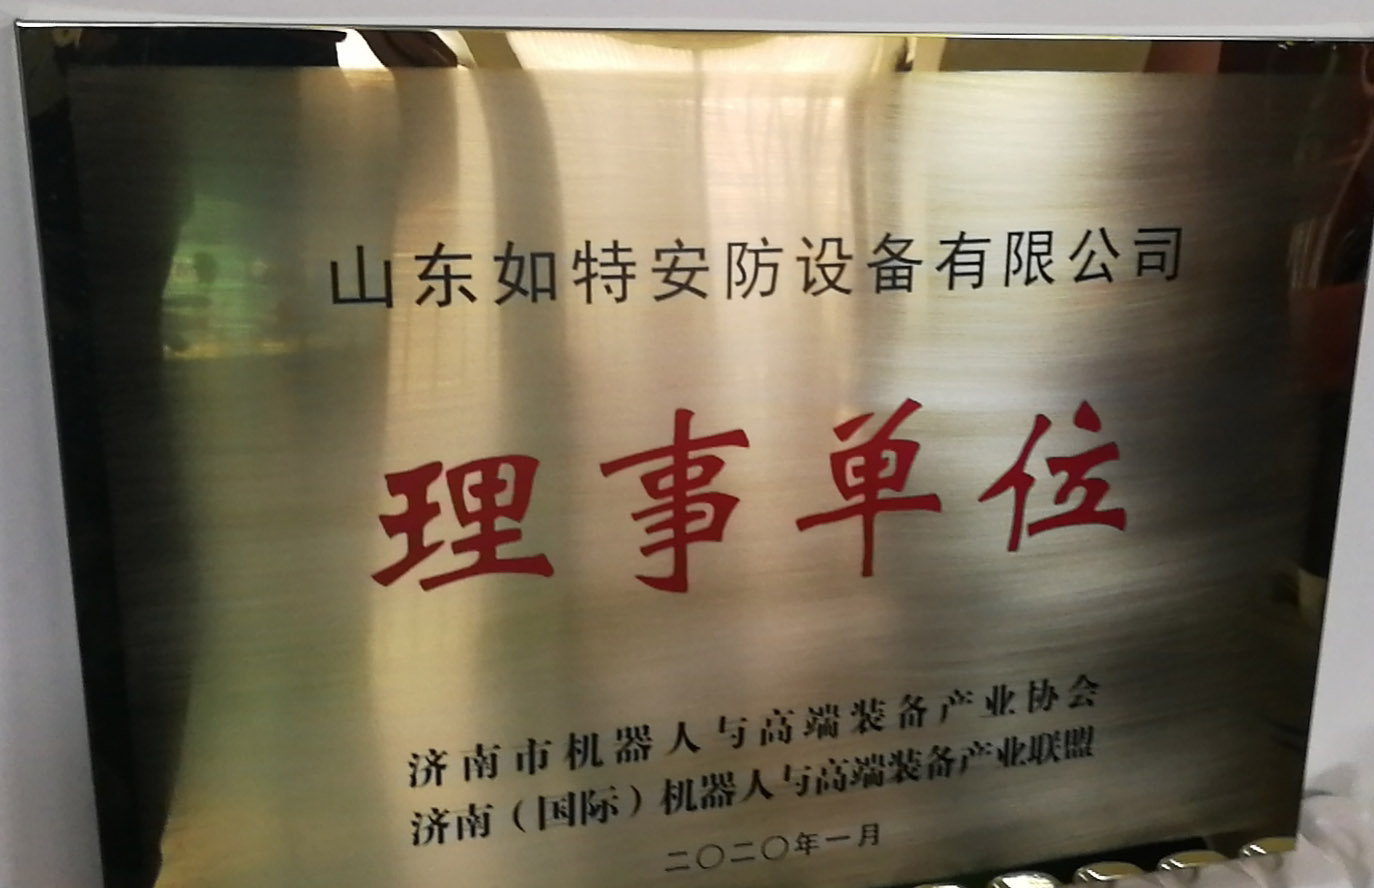 山东如特安防设备有限公司
理事单位
济南市机器人与高端装备产业协会
济南（国际）机器人与高端装备产业联盟
二〇二〇年一月